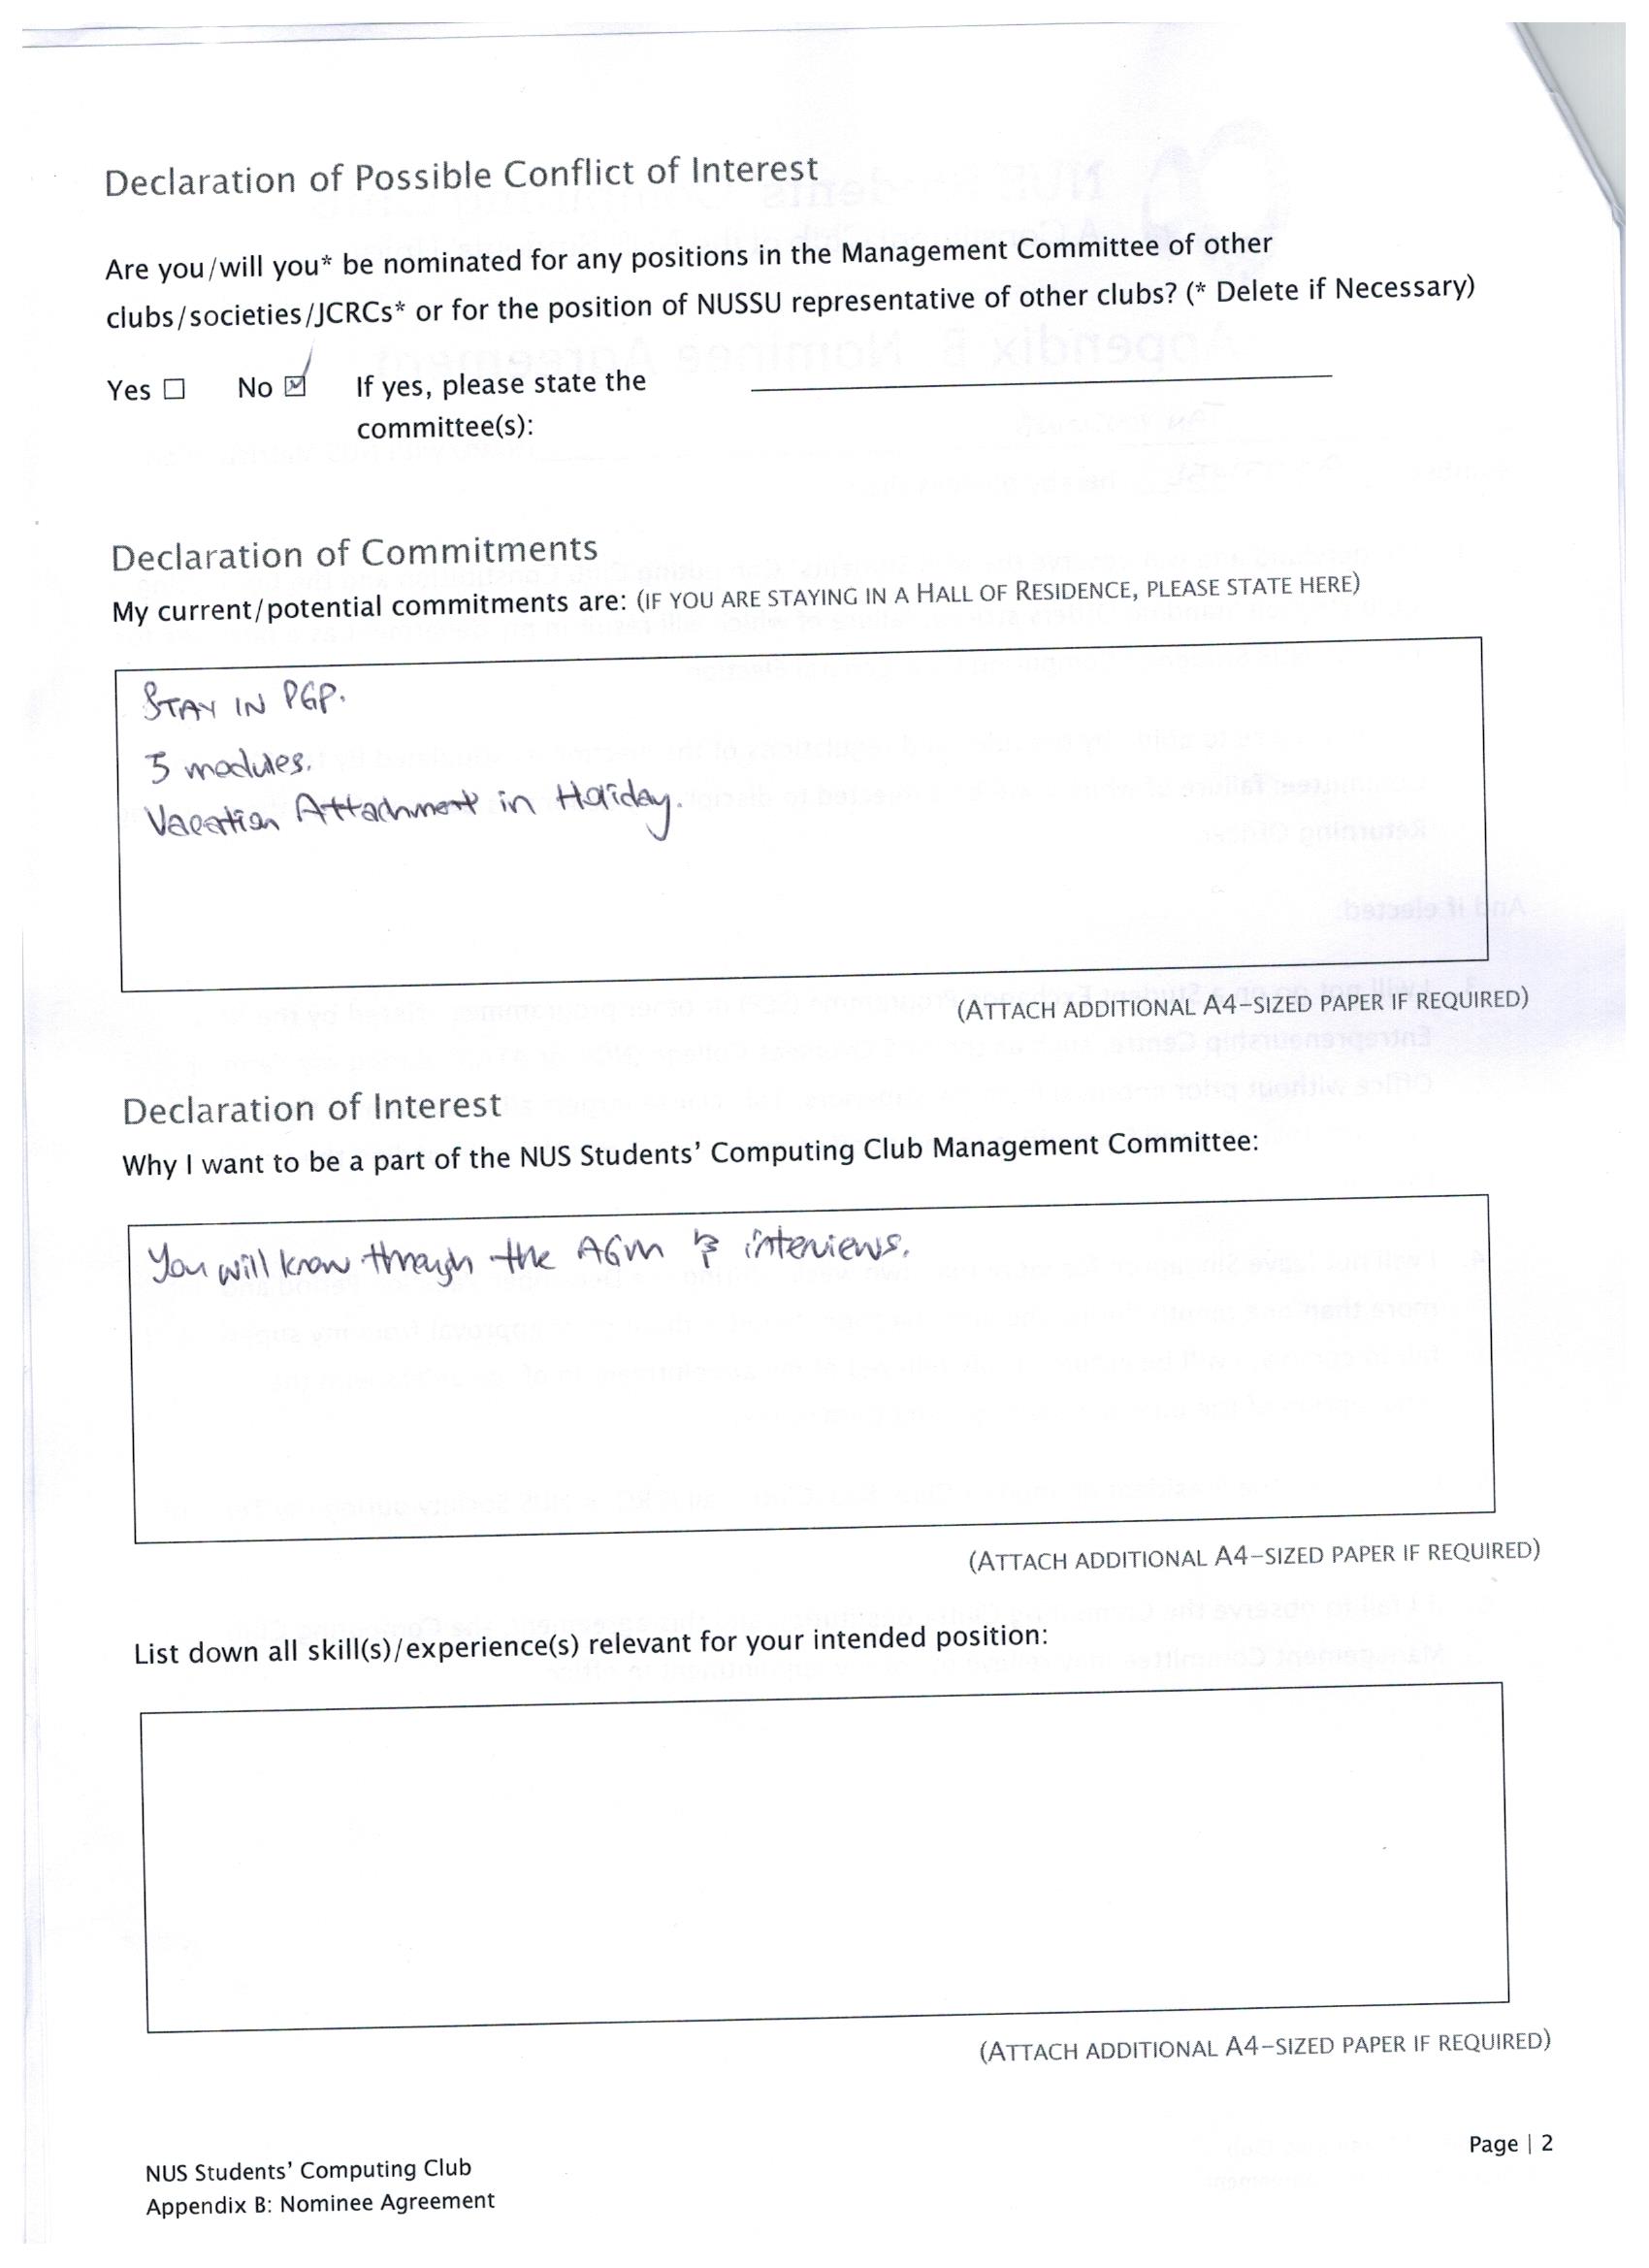 Declaration of Possible Conflict of Interest
Are you/will you* be nominated for any positions in the Management Committee of other
clubs/societies/JCRCs* or for the position of NUSSU representative of other clubs? (* Delete if Necessary)
Yes ☐ No ☑ If yes, please state the
committee(s):
Declaration of Commitments
My current/potential commitments are: (IF YOU ARE STAYING IN A HALL OF RESIDENCE, PLEASE STATE HERE)
STAY IN PGP.
5 modules.
Vacation Attachment in Holiday.
(ATTACH ADDITIONAL A4-SIZED PAPER IF REQUIRED)
Declaration of Interest
Why I want to be a part of the NUS Students' Computing Club Management Committee:
You will know through the AGM & interviews.
(ATTACH ADDITIONAL A4-SIZED PAPER IF REQUIRED)
List down all skill(s)/experience(s) relevant for your intended position:
(ATTACH ADDITIONAL A4-SIZED PAPER IF REQUIRED)
Page | 2
NUS Students' Computing Club
Appendix B: Nominee Agreement